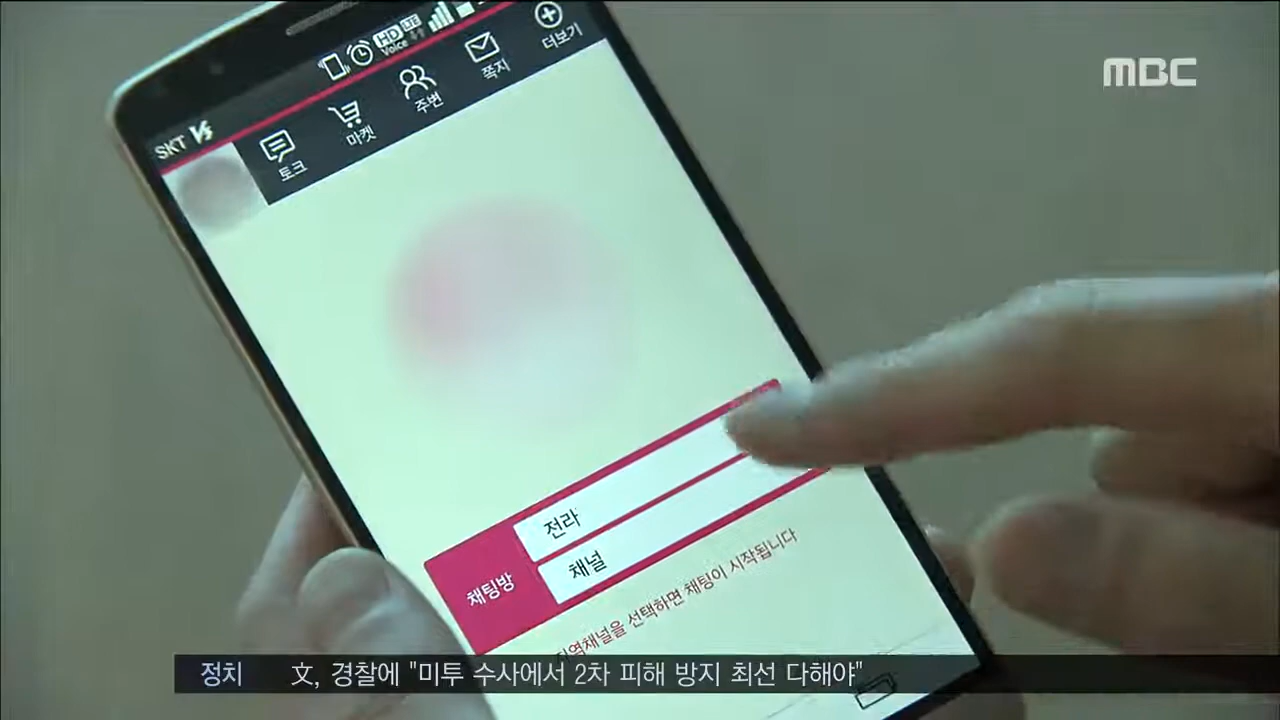 MBC
SKT
HD Voice LTE
토크
마켓
주변
쪽지
더보기
채팅방
전라
채널
지역채널을 선택하면 채팅이 시작됩니다
정치 文, 경찰에 "미투 수사에서 2차 피해 방지 최선 다해야"